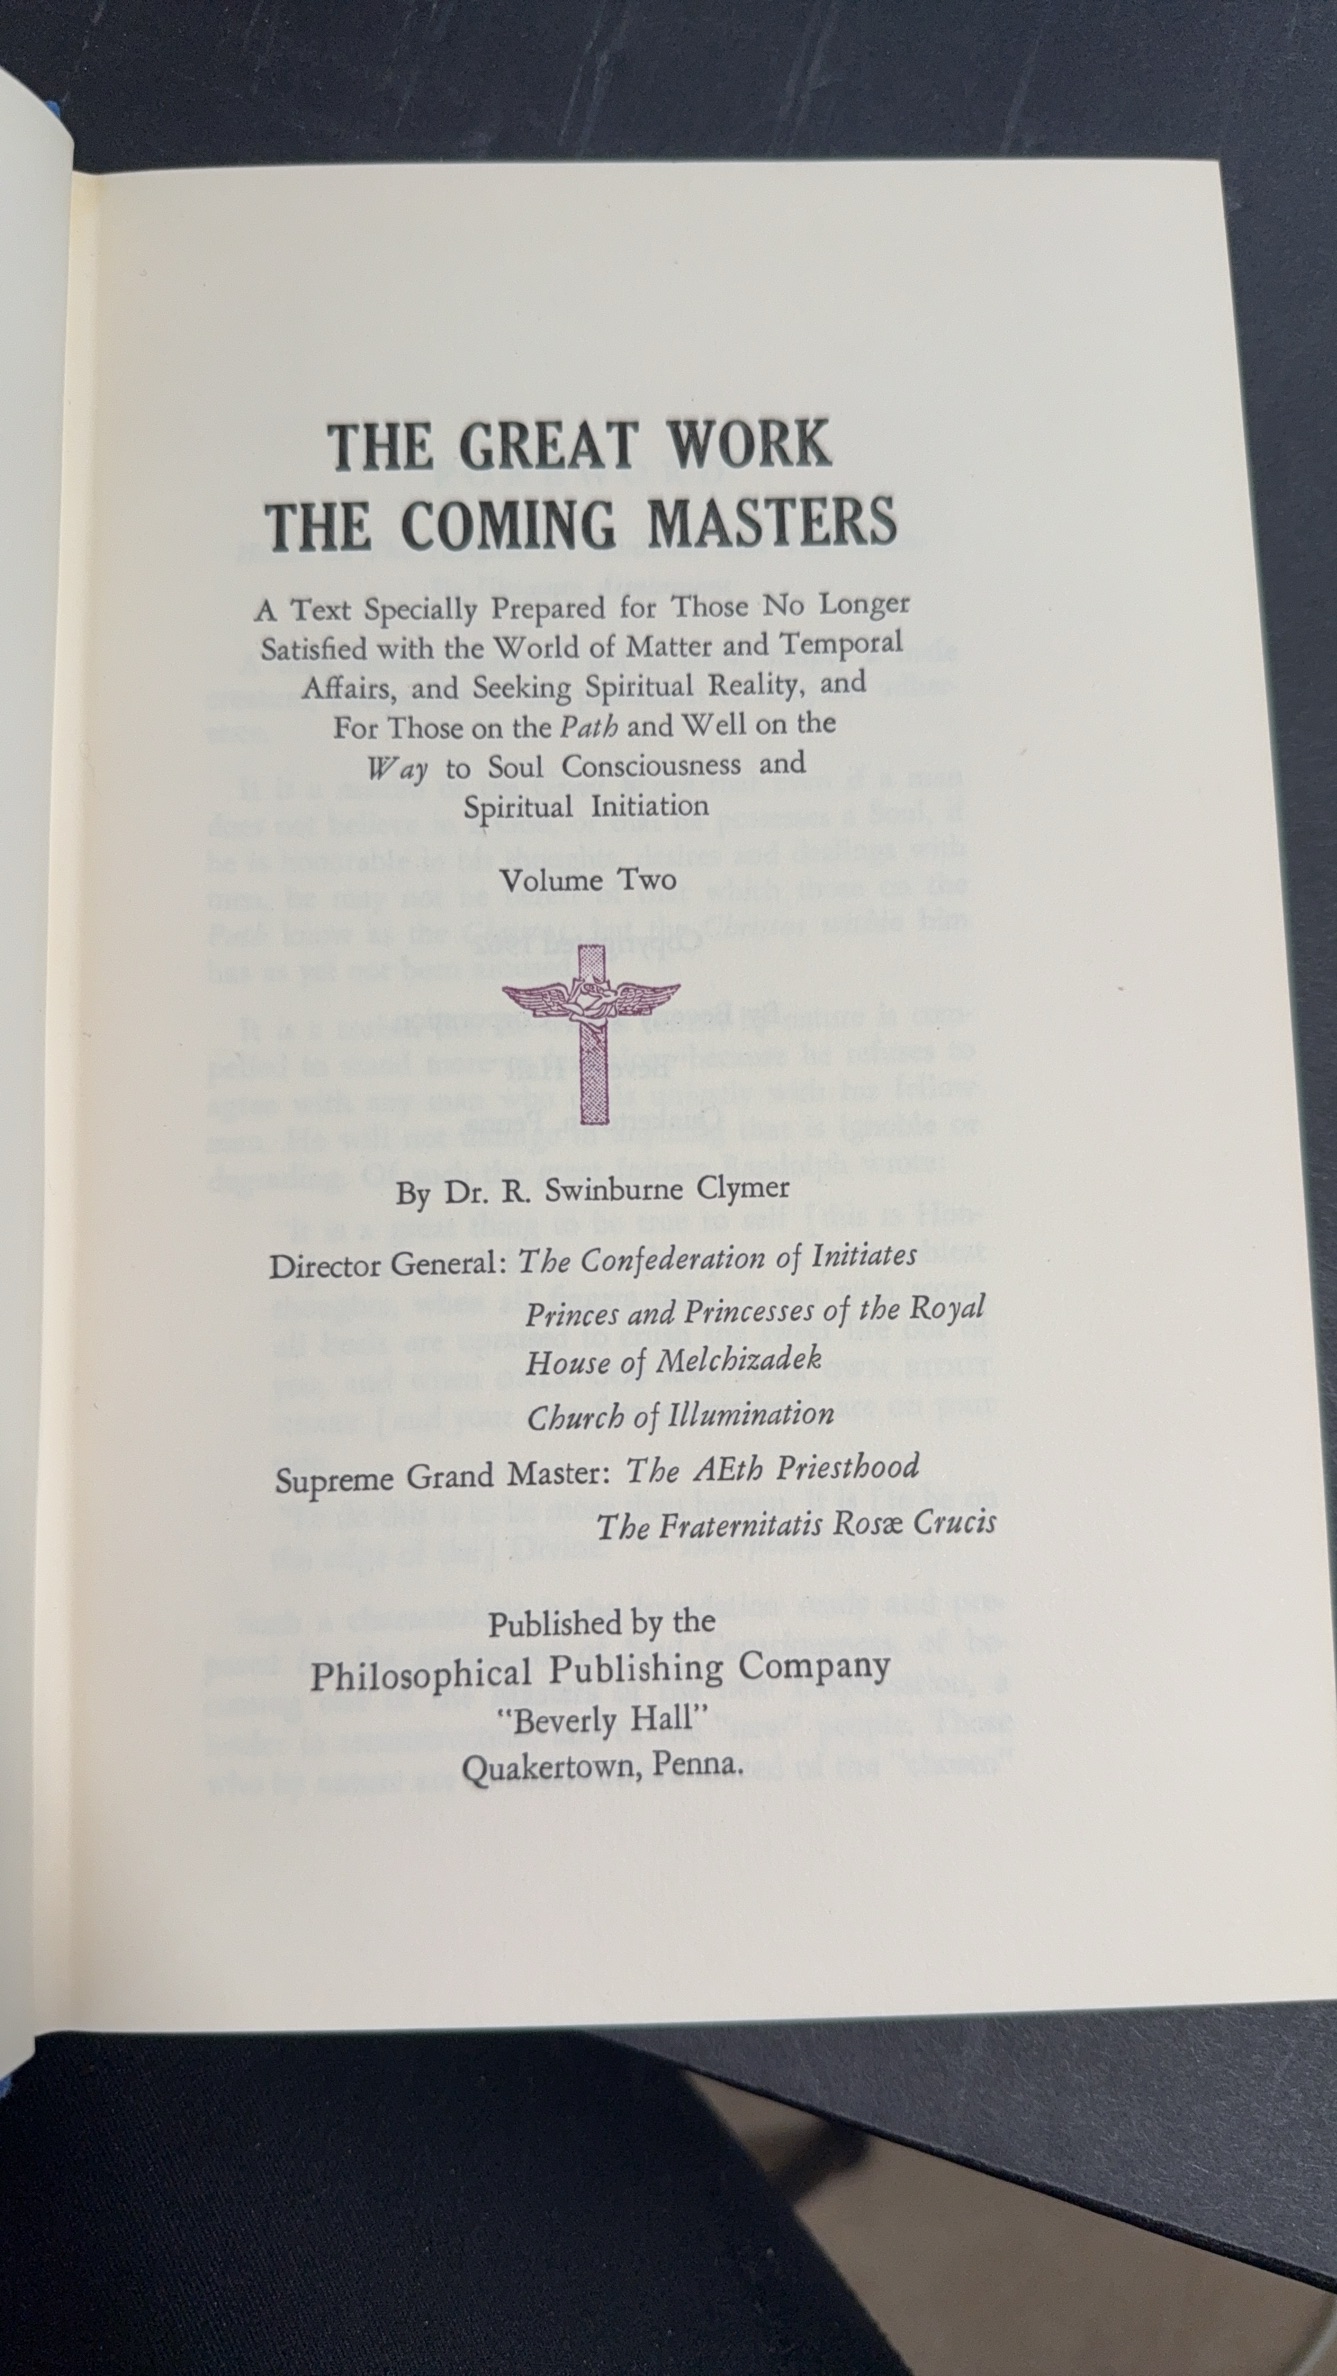 THE GREAT WORK
THE COMING MASTERS
A Text Specially Prepared for Those No Longer
Satisfied with the World of Matter and Temporal
Affairs, and Seeking Spiritual Reality, and
For Those on the Path and Well on the
Way to Soul Consciousness and
Spiritual Initiation
Volume Two
By Dr. R. Swinburne Clymer
Director General: The Confederation of Initiates
Princes and Princesses of the Royal
House of Melchizadek
Church of Illumination
Supreme Grand Master: The AEth Priesthood
The Fraternitatis Rosæ Crucis
Published by the
Philosophical Publishing Company
"Beverly Hall"
Quakertown, Penna.